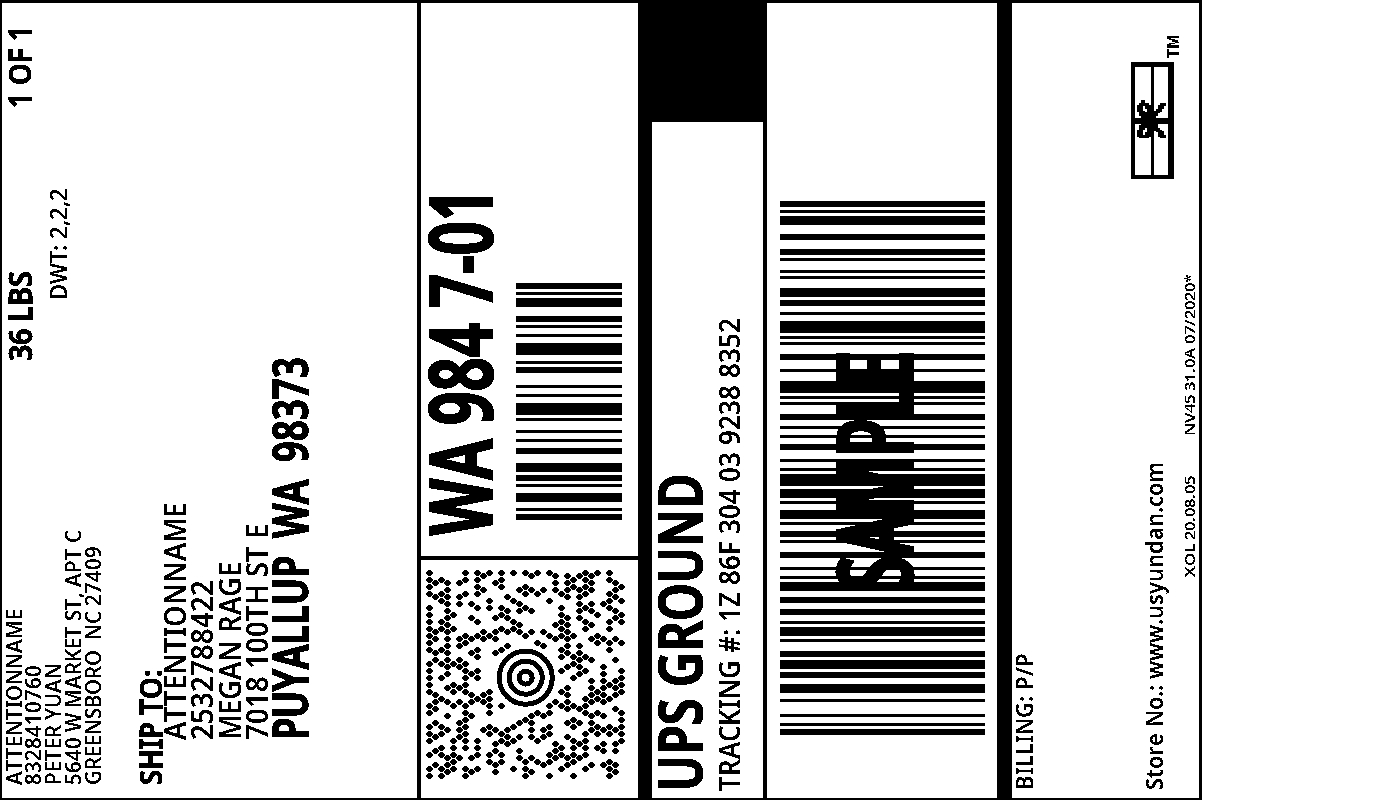 ATTENTIONNAME
8328410760
PETER YUAN
5640 W MARKET ST, APT C
GREENSBORO NC 27409
36 LBS
1 OF 1
DWT: 2,2,2
SHIP TO:
ATTENTIONNAME
2532788422
MEGAN RAGE
7018 100TH ST E
PUYALLUP WA 98373
WA 984 7-01
UPS GROUND
TRACKING #: 1Z 86F 304 03 9238 8352
SAMPLE
BILLING: P/P
Store No.: www.usyundan.com
XOL 20.08.05 NV45 31.0A 07/2020*
TM